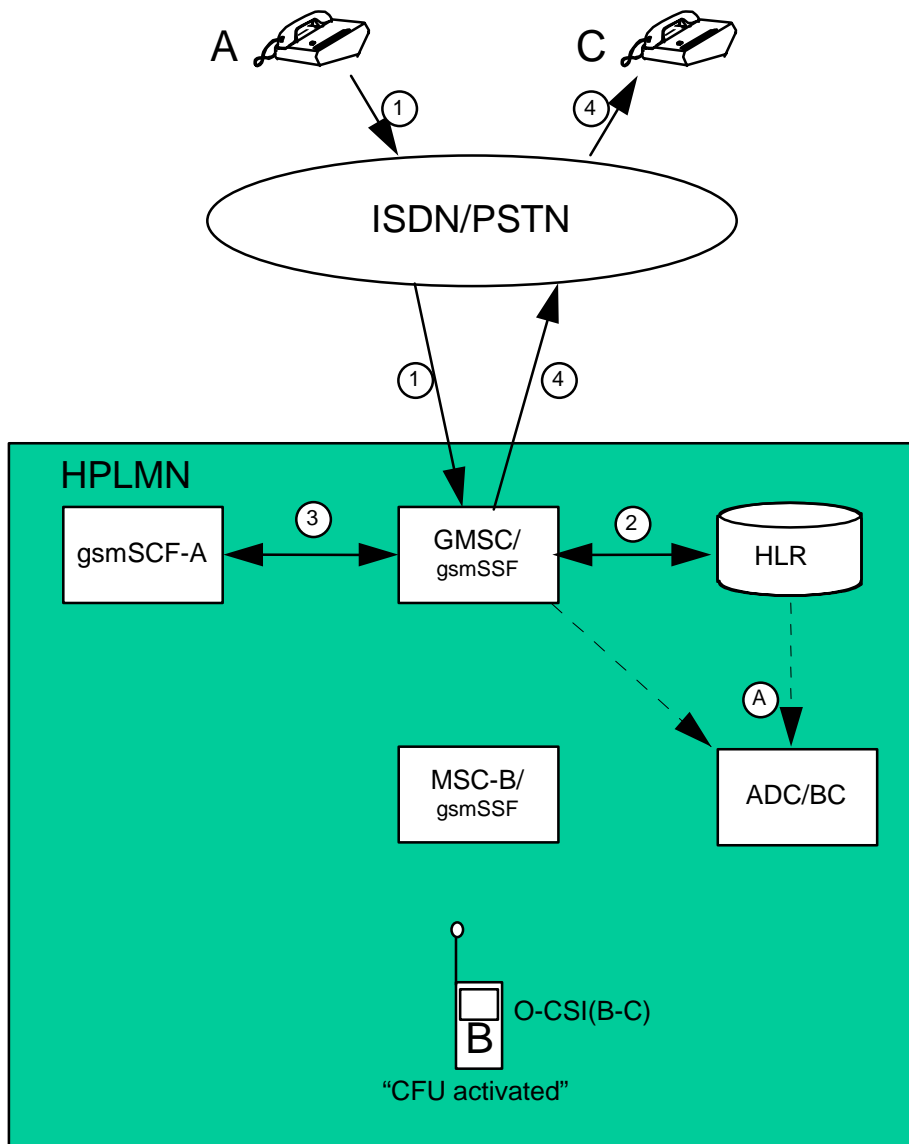 A
C
1
4
ISDN/PSTN
1
4
HPLMN
gsmSCF-A
3
GMSC/
gsmSSF
2
HLR
A
MSC-B/
gsmSSF
ADC/BC
O-CSI(B-C)
B
“CFU activated”